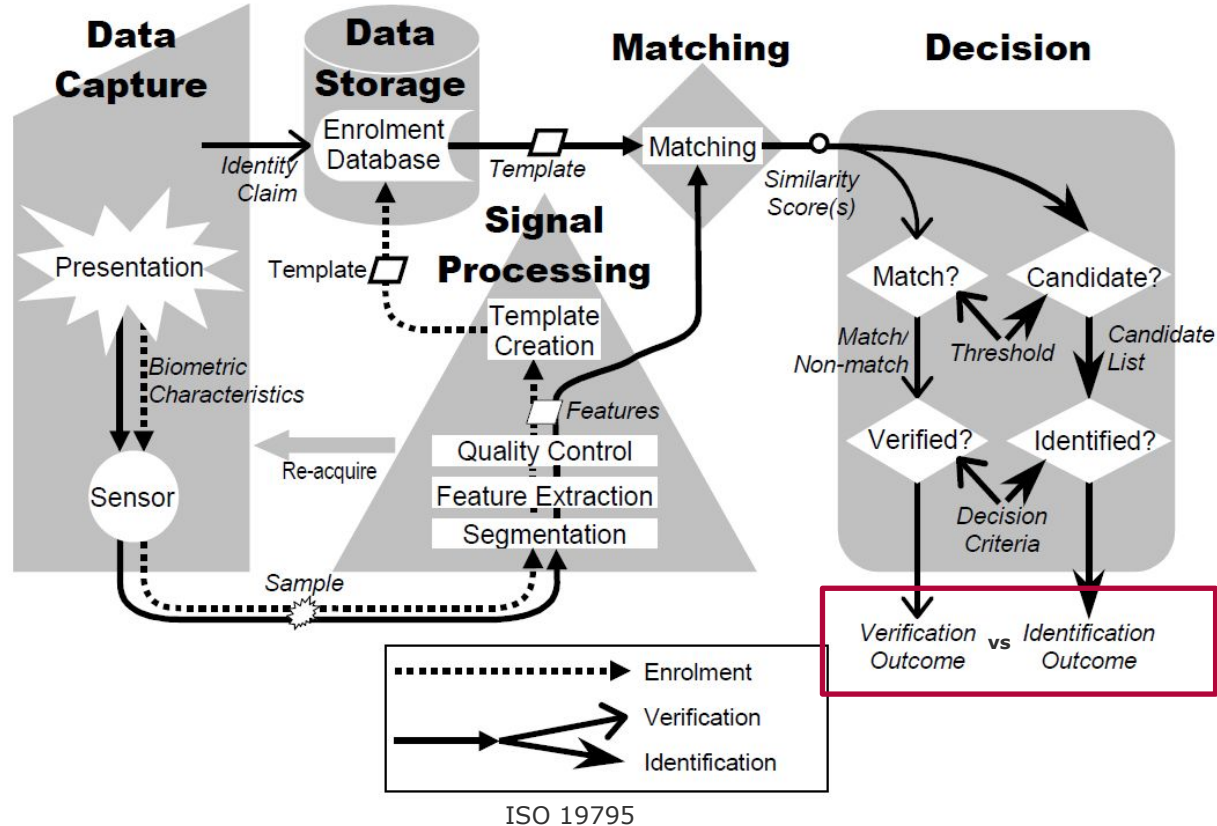 Data
Capture
Data
Storage
Matching
Decision
Enrolment
Database
Identity
Claim
Template
Matching
Similarity
Score(s)
Signal
Processing
Presentation
Template
Template
Creation
Match?
Candidate?
Biometric
Characteristics
Features
Match/
Non-match
Threshold
Candidate
List
Re-acquire
Quality Control
Feature Extraction
Segmentation
Verified?
Identified?
Sensor
Decision
Criteria
Sample
Verification
Outcome
vs
Identification
Outcome
Enrolment
Verification
Identification
ISO 19795